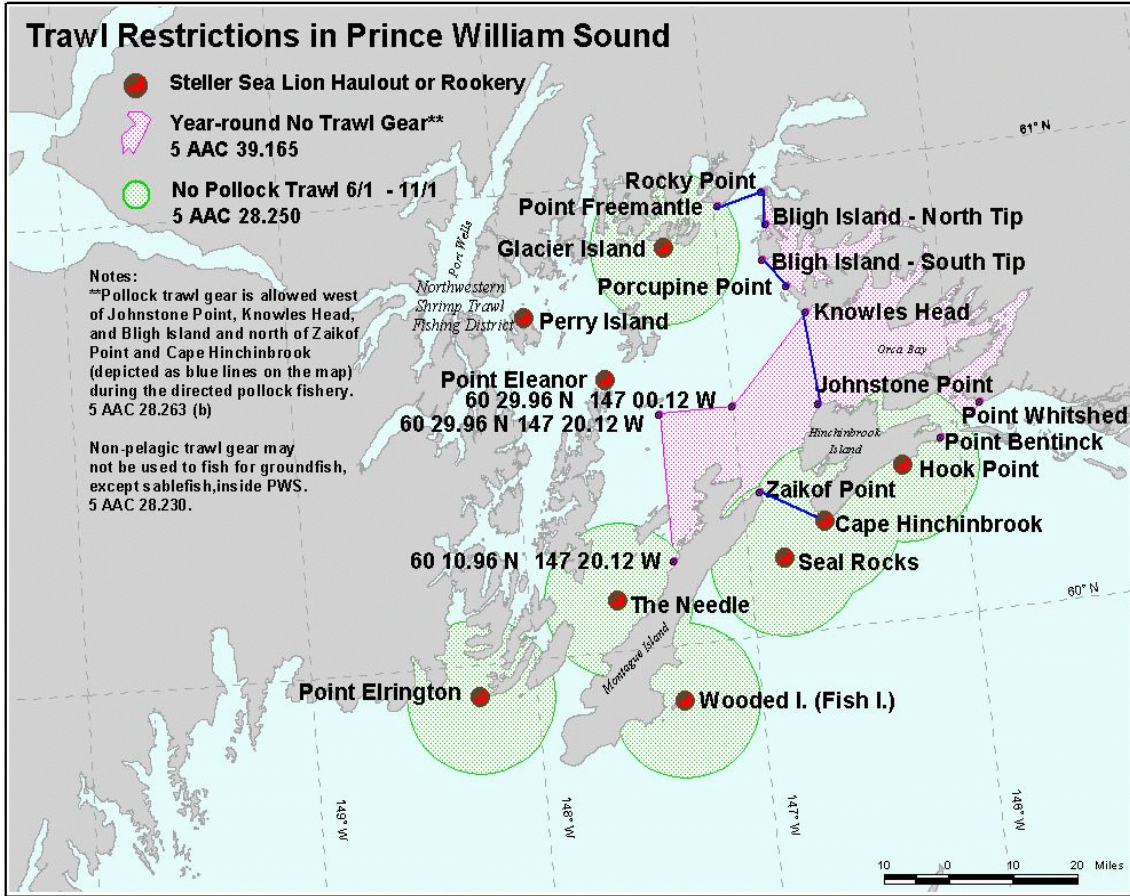 Trawl Restrictions in Prince William Sound
Steller Sea Lion Haulout or Rookery
Year-round No Trawl Gear**
5 AAC 39.165
No Pollock Trawl 6/1 - 11/1
5 AAC 28.250
Notes:
**Pollock trawl gear is allowed west
of Johnstone Point, Knowles Head,
and Bligh Island and north of Zaikof
Point and Cape Hinchinbrook
(depicted as blue lines on the map)
during the directed pollock fishery.
5 AAC 28.263 (b)
Non-pelagic trawl gear may
not be used to fish for groundfish,
except sablefish,inside PWS.
5 AAC 28.230.
61° N
Rocky Point
Point Freemantle
Bligh Island - North Tip
Port Wells
Glacier Island
Bligh Island - South Tip
Porcupine Point
Northwestern
Shrimp Trawl
Fishing District
Perry Island
Knowles Head
Orca Bay
Point Eleanor
60 29.96 N 147 00.12 W
60 29.96 N 147 20.12 W
Johnstone Point
Point Whitshed
Hinchinbrook
Island
Point Bentinck
Hook Point
Zaikof Point
Cape Hinchinbrook
60 10.96 N 147 20.12 W
Seal Rocks
60° N
The Needle
Montague Island
Point Elrington
Wooded I. (Fish I.)
149° W
148° W
147° W
146° W
10 0 10 20 Miles